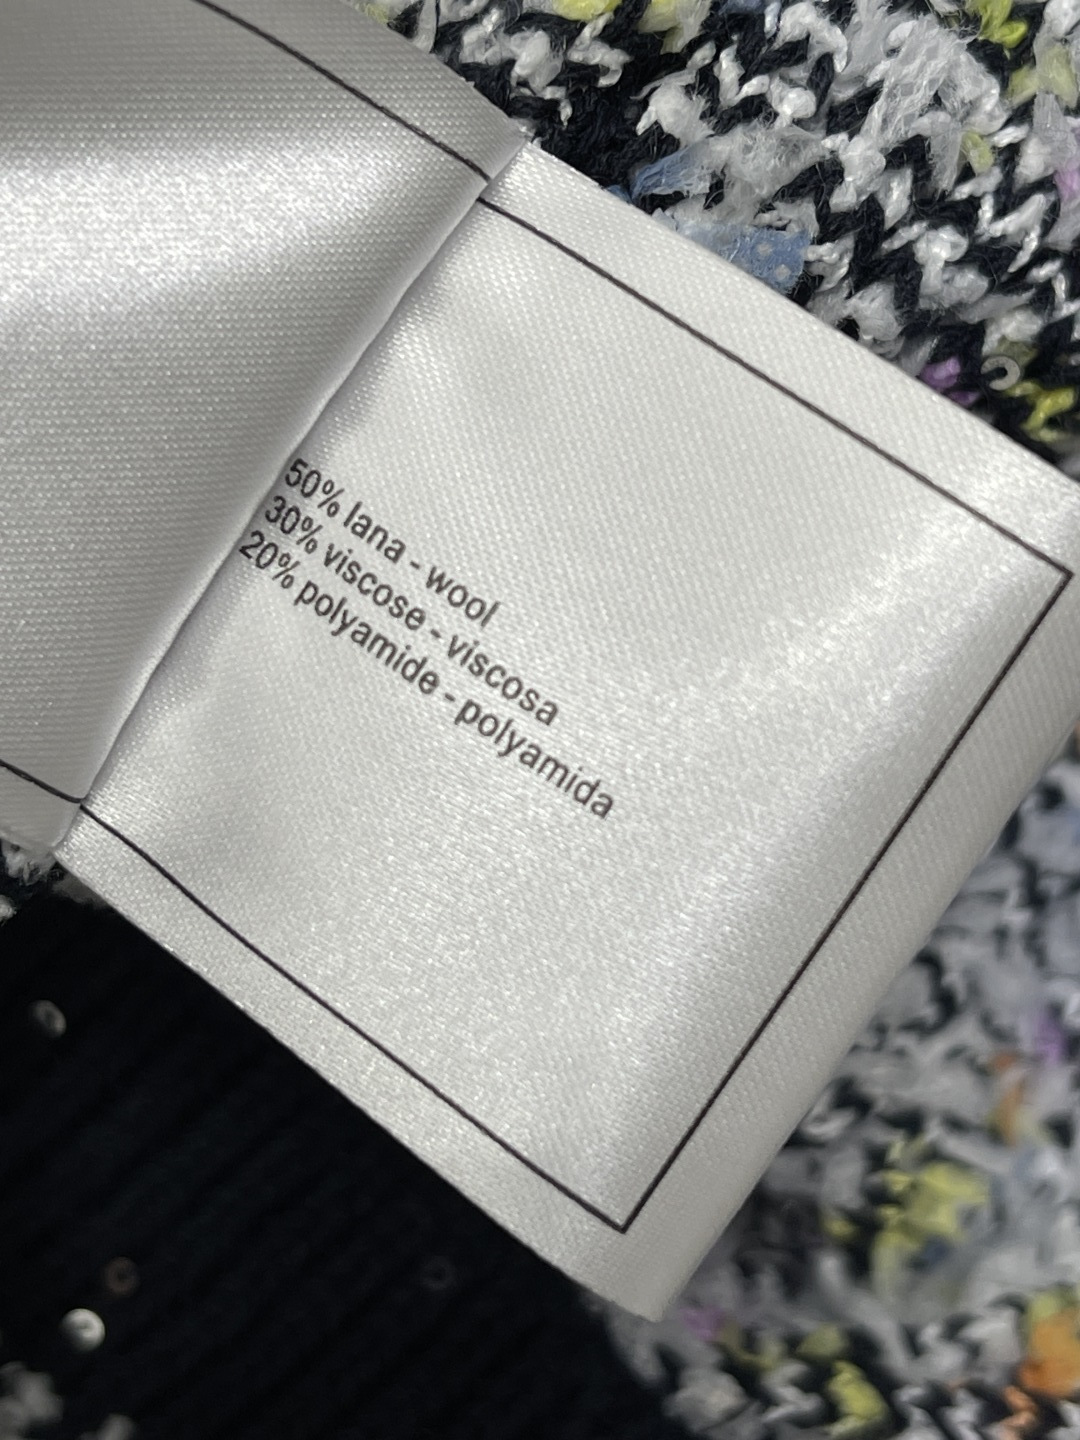 50% lana - wool
30% viscose - viscosa
20% polyamide - polyamida